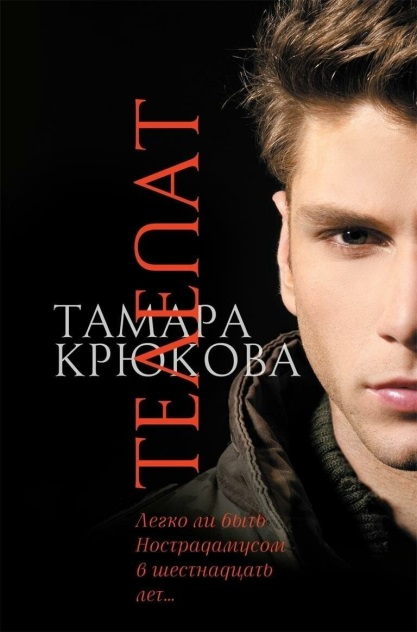 ТЕЛЕПАТ
ТАМАРА
КРЮКОВА
Легко ли быть
Нострадамусом
в шестнадцать
лет...